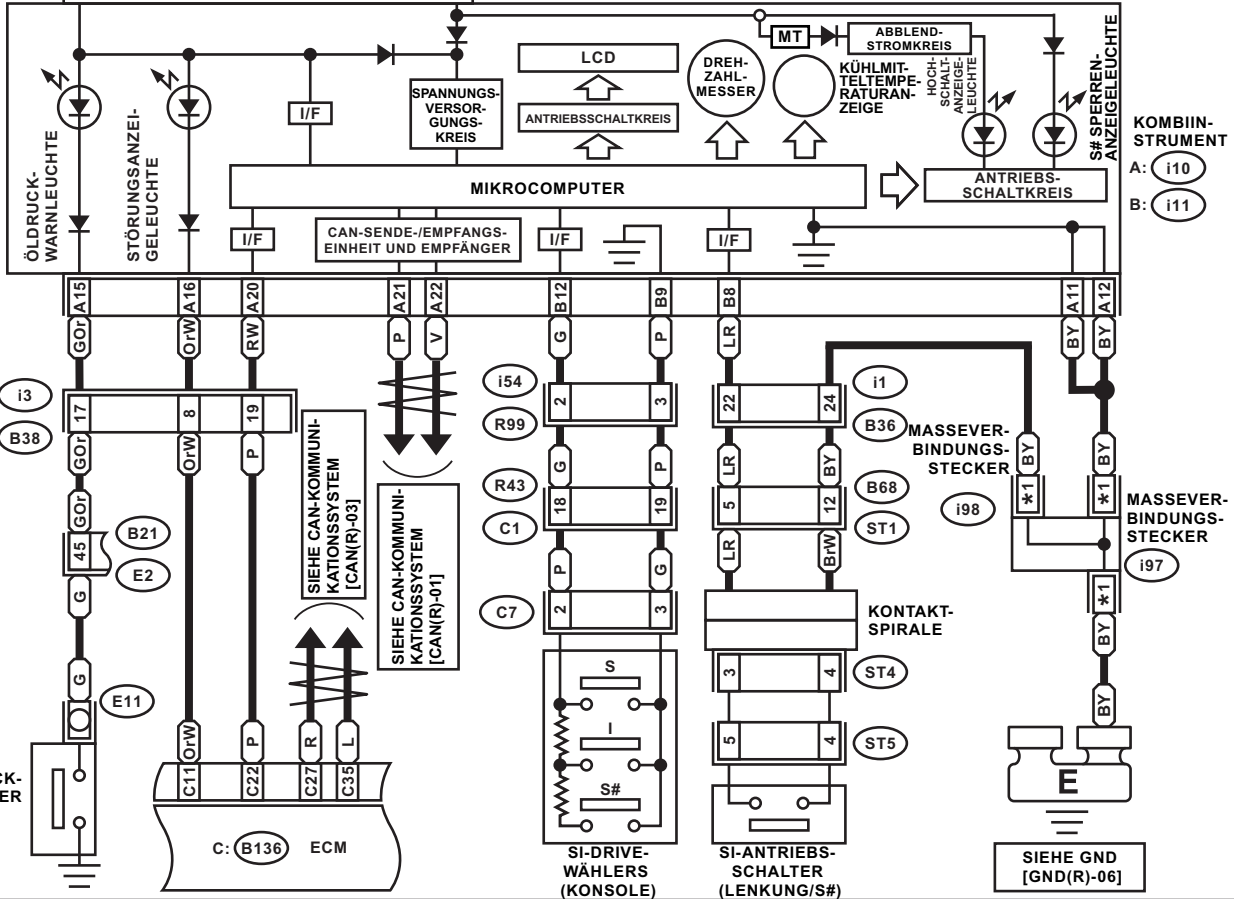 MT
ABBLEND-
STROMKREIS
LCD
DREH-
ZAHL-
MESSER
KÜHLMIT-
TELTEMPE-
RATURAN-
ZEIGE
HOCH-
SCHALT-
ANZEIGE-
LEUCHTE
S# SPERREN-
ANZEIGELEUCHTE
SPANNUNGS-
VERSOR-
GUNGS-
KREIS
ANTRIEBSSCHALTKREIS
I/F
ÖLDRUCK-
WARNLEUCHTE
STÖRUNGSANZEI-
GELEUCHTE
MIKROCOMPUTER
ANTRIEBS-
SCHALTKREIS
KOMBIIN-
STRUMENT
A: i10
B: i11
I/F
CAN-SENDE-/EMPFANGS-
EINHEIT UND EMPFÄNGER
I/F
I/F
A15
A16
A20
A21
A22
B12
B9
B8
A11
A12
GOr
OrW
RW
P
V
G
P
LR
BY
BY
i3
17
8
19
B38
i54
2
3
R99
22
24
i1
B36
GOr
OrW
P
G
P
LR
BY
MASSEVER-
BINDUNGS-
STECKER
BY
BY
R43
18
19
C1
5
12
B68
ST1
i98
*1
*1
MASSEVER-
BINDUNGS-
STECKER
i97
GOr
45
B21
E2
SIEHE CAN-KOMMUNI-
KATIONSSYSTEM
[CAN(R)-03]
SIEHE CAN-KOMMUNI-
KATIONSSYSTEM
[CAN(R)-01]
G
P
G
LR
BrW
*1
BY
C7
2
3
KONTAKT-
SPIRALE
G
E11
S
I
S#
3
4
ST4
5
4
ST5
BY
OrW
P
R
L
C11
C22
C27
C35
CK-
ER
C: B136 ECM
E
SI-DRIVE-
WÄHLERS
(KONSOLE)
SI-ANTRIEBS-
SCHALTER
(LENKUNG/S#)
SIEHE GND
[GND(R)-06]